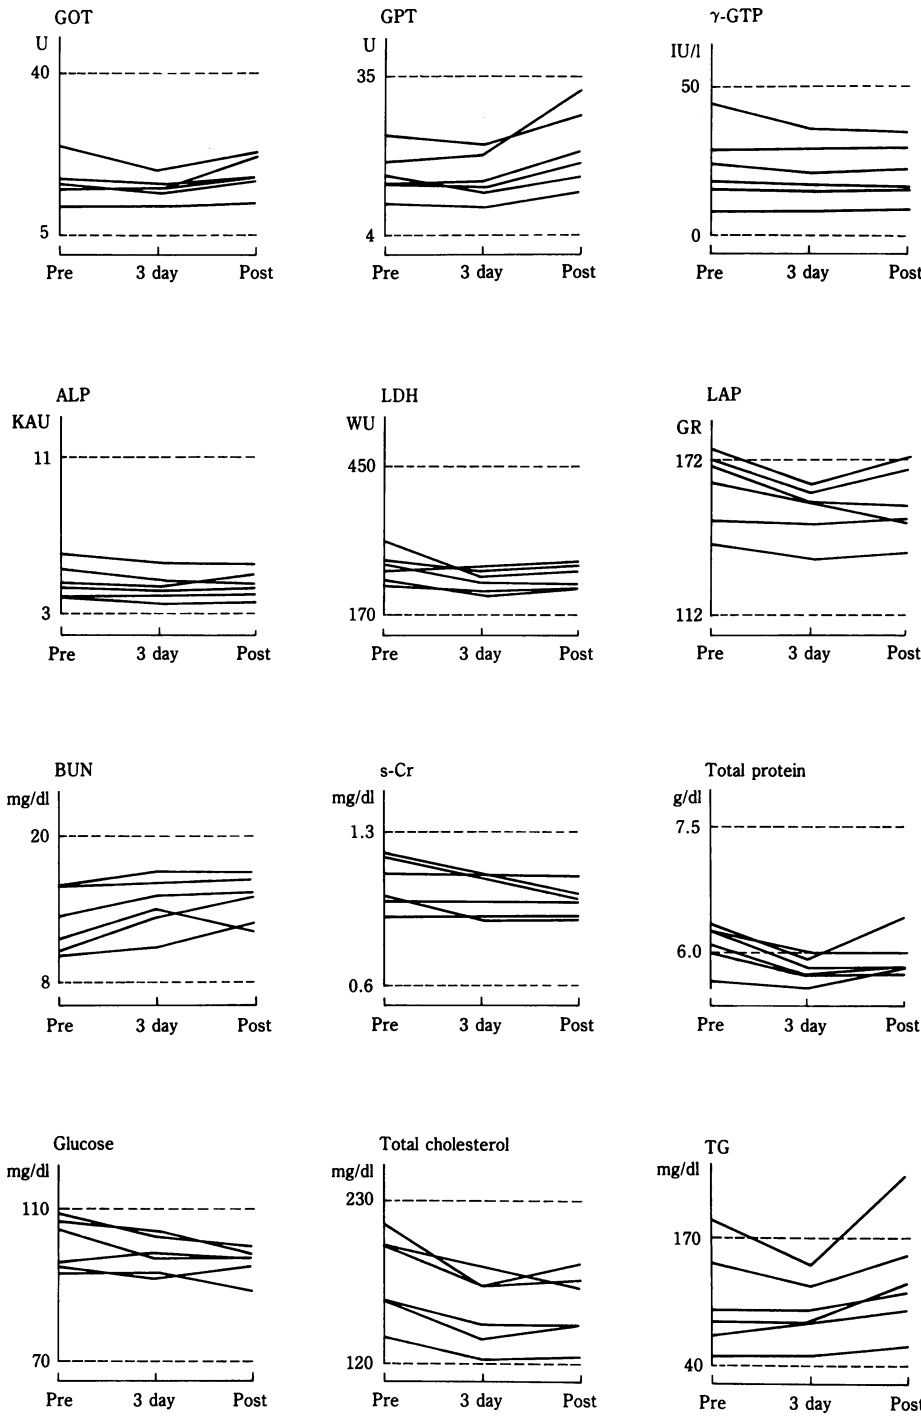 GOT
U
40
5
Pre 3 day Post
GPT
U
35
4
Pre 3 day Post
γ-GTP
IU/l
50
0
Pre 3 day Post
ALP
KAU
11
3
Pre 3 day Post
LDH
WU
450
170
Pre 3 day Post
LAP
GR
172
112
Pre 3 day Post
BUN
mg/dl
20
8
Pre 3 day Post
s-Cr
mg/dl
1.3
0.6
Pre 3 day Post
Total protein
g/dl
7.5
6.0
Pre 3 day Post
Glucose
mg/dl
110
70
Pre 3 day Post
Total cholesterol
mg/dl
230
120
Pre 3 day Post
TG
mg/dl
170
40
Pre 3 day Post